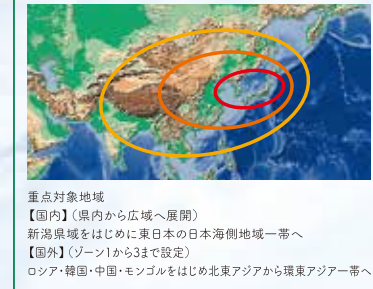 重点対象地域
【国内】（県内から広域へ展開）
新潟県域をはじめに東日本の日本海側地域一帯へ
【国外】（ゾーン1から3まで設定）
ロシア・韓国・中国・モンゴルをはじめ北東アジアから環東アジア一帯へ